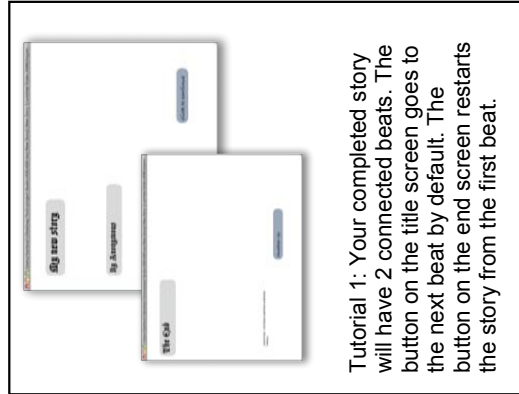 My new story
By Anonymous
The End
Tutorial 1: Your completed story
will have 2 connected beats. The
button on the title screen goes to
the next beat by default. The
button on the end screen restarts
the story from the first beat.